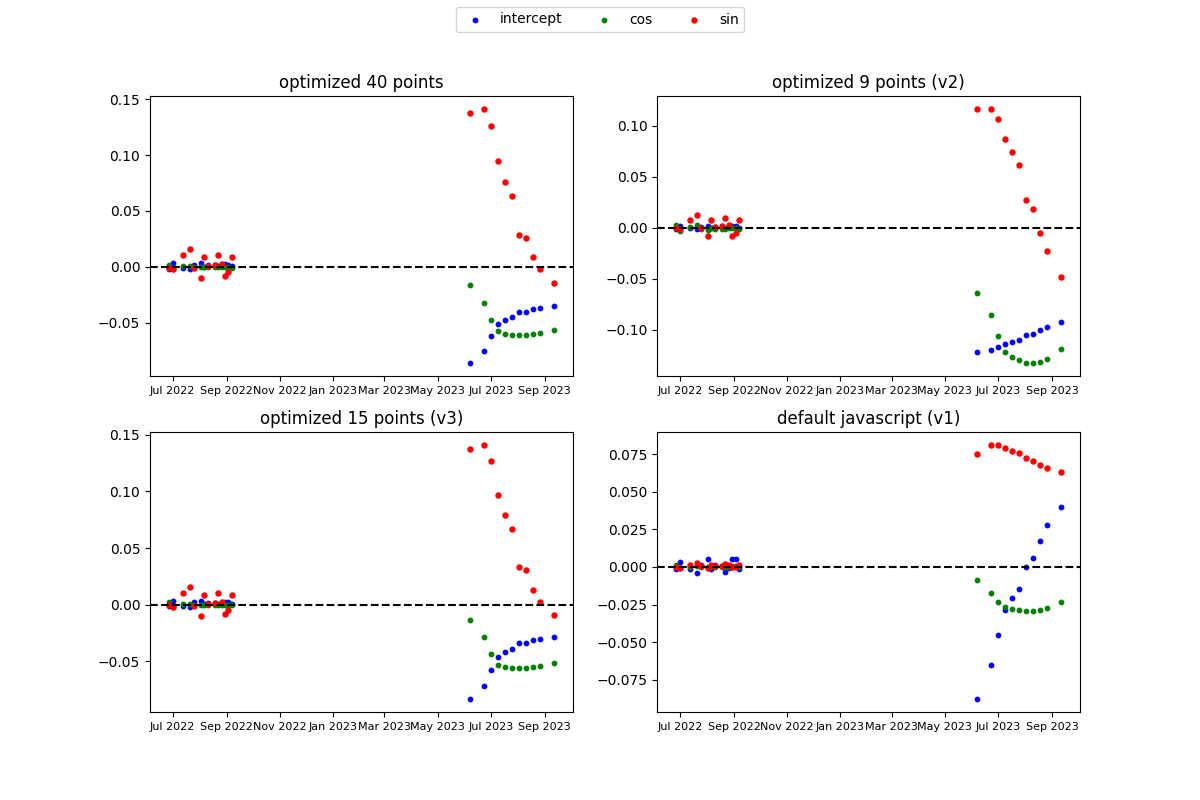 intercept cos sin
optimized 40 points
0.15
0.10
0.05
0.00
−0.05
Jul 2022 Sep 2022 Nov 2022 Jan 2023 Mar 2023 May 2023 Jul 2023 Sep 2023
optimized 9 points (v2)
0.10
0.05
0.00
−0.05
−0.10
Jul 2022 Sep 2022 Nov 2022 Jan 2023 Mar 2023 May 2023 Jul 2023 Sep 2023
optimized 15 points (v3)
0.15
0.10
0.05
0.00
−0.05
Jul 2022 Sep 2022 Nov 2022 Jan 2023 Mar 2023 May 2023 Jul 2023 Sep 2023
default javascript (v1)
0.075
0.050
0.025
0.000
−0.025
−0.050
−0.075
Jul 2022 Sep 2022 Nov 2022 Jan 2023 Mar 2023 May 2023 Jul 2023 Sep 2023